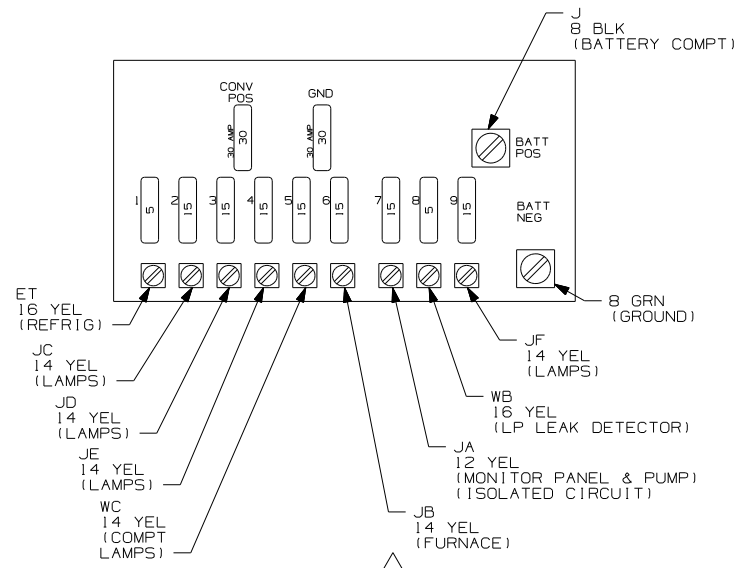 J
8 BLK
(BATTERY COMPT)
CONV
POS
GND
30 AMP
30
30 AMP
30
BATT
POS
1
5
2
15
3
15
4
15
5
15
6
15
7
15
8
5
9
15
BATT
NEG
ET
16 YEL
(REFRIG)
8 GRN
(GROUND)
JC
14 YEL
(LAMPS)
JF
14 YEL
(LAMPS)
JD
14 YEL
(LAMPS)
WB
16 YEL
(LP LEAK DETECTOR)
JE
14 YEL
(LAMPS)
JA
12 YEL
(MONITOR PANEL & PUMP)
(ISOLATED CIRCUIT)
WC
14 YEL
(COMPT
LAMPS)
JB
14 YEL
(FURNACE)